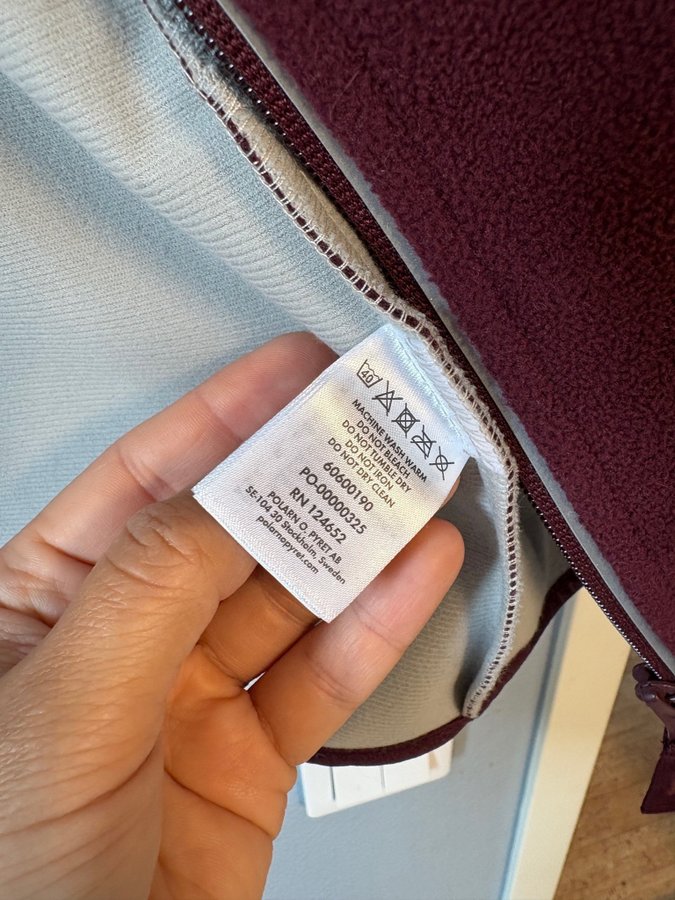 40
MACHINE WASH WARM
DO NOT BLEACH
DO NOT TUMBLE DRY
DO NOT IRON
DO NOT DRY CLEAN
60600190
PO-00000325
RN 124652
POLARN O. PYRET AB
SE-104 30 Stockholm, Sweden
polarnopyret.com